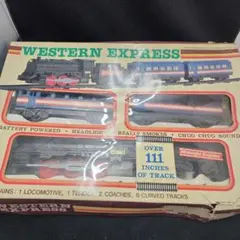 WESTERN EXPRESS
BATTERY POWERED • HEADLIGHT • REALLY SMOKES • CHUG CHUG SOUND
OVER
111
INCHES
OF TRACK
CONTAINS: 1 LOCOMOTIVE, 1 TENDER, 2 COACHES, 8 CURVED TRACKS
WESTERN EXPRESS